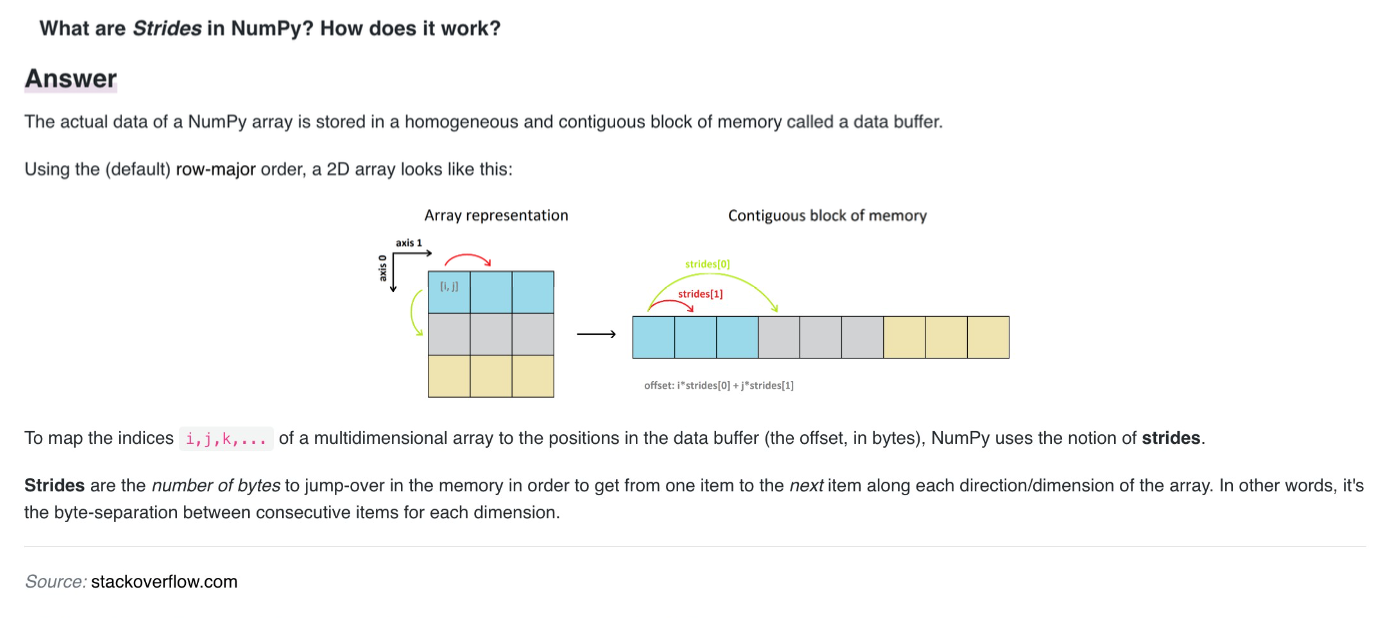 What are Strides in NumPy? How does it work?
Answer
The actual data of a NumPy array is stored in a homogeneous and contiguous block of memory called a data buffer.
Using the (default) row-major order, a 2D array looks like this:
Array representation
Contiguous block of memory
axis 1
axis 0
[i, j]
strides[0]
strides[1]
offset: i*strides[0] + j*strides[1]
To map the indices i,j,k,... of a multidimensional array to the positions in the data buffer (the offset, in bytes), NumPy uses the notion of strides.
Strides are the number of bytes to jump-over in the memory in order to get from one item to the next item along each direction/dimension of the array. In other words, it's
the byte-separation between consecutive items for each dimension.
Source: stackoverflow.com